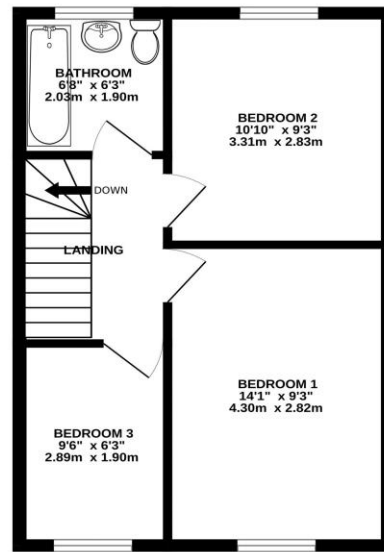 BATHROOM
6'8" x 6'3"
2.03m x 1.90m
BEDROOM 2
10'10" x 9'3"
3.31m x 2.83m
DOWN
LANDING
BEDROOM 1
14'1" x 9'3"
4.30m x 2.82m
BEDROOM 3
9'6" x 6'3"
2.89m x 1.90m